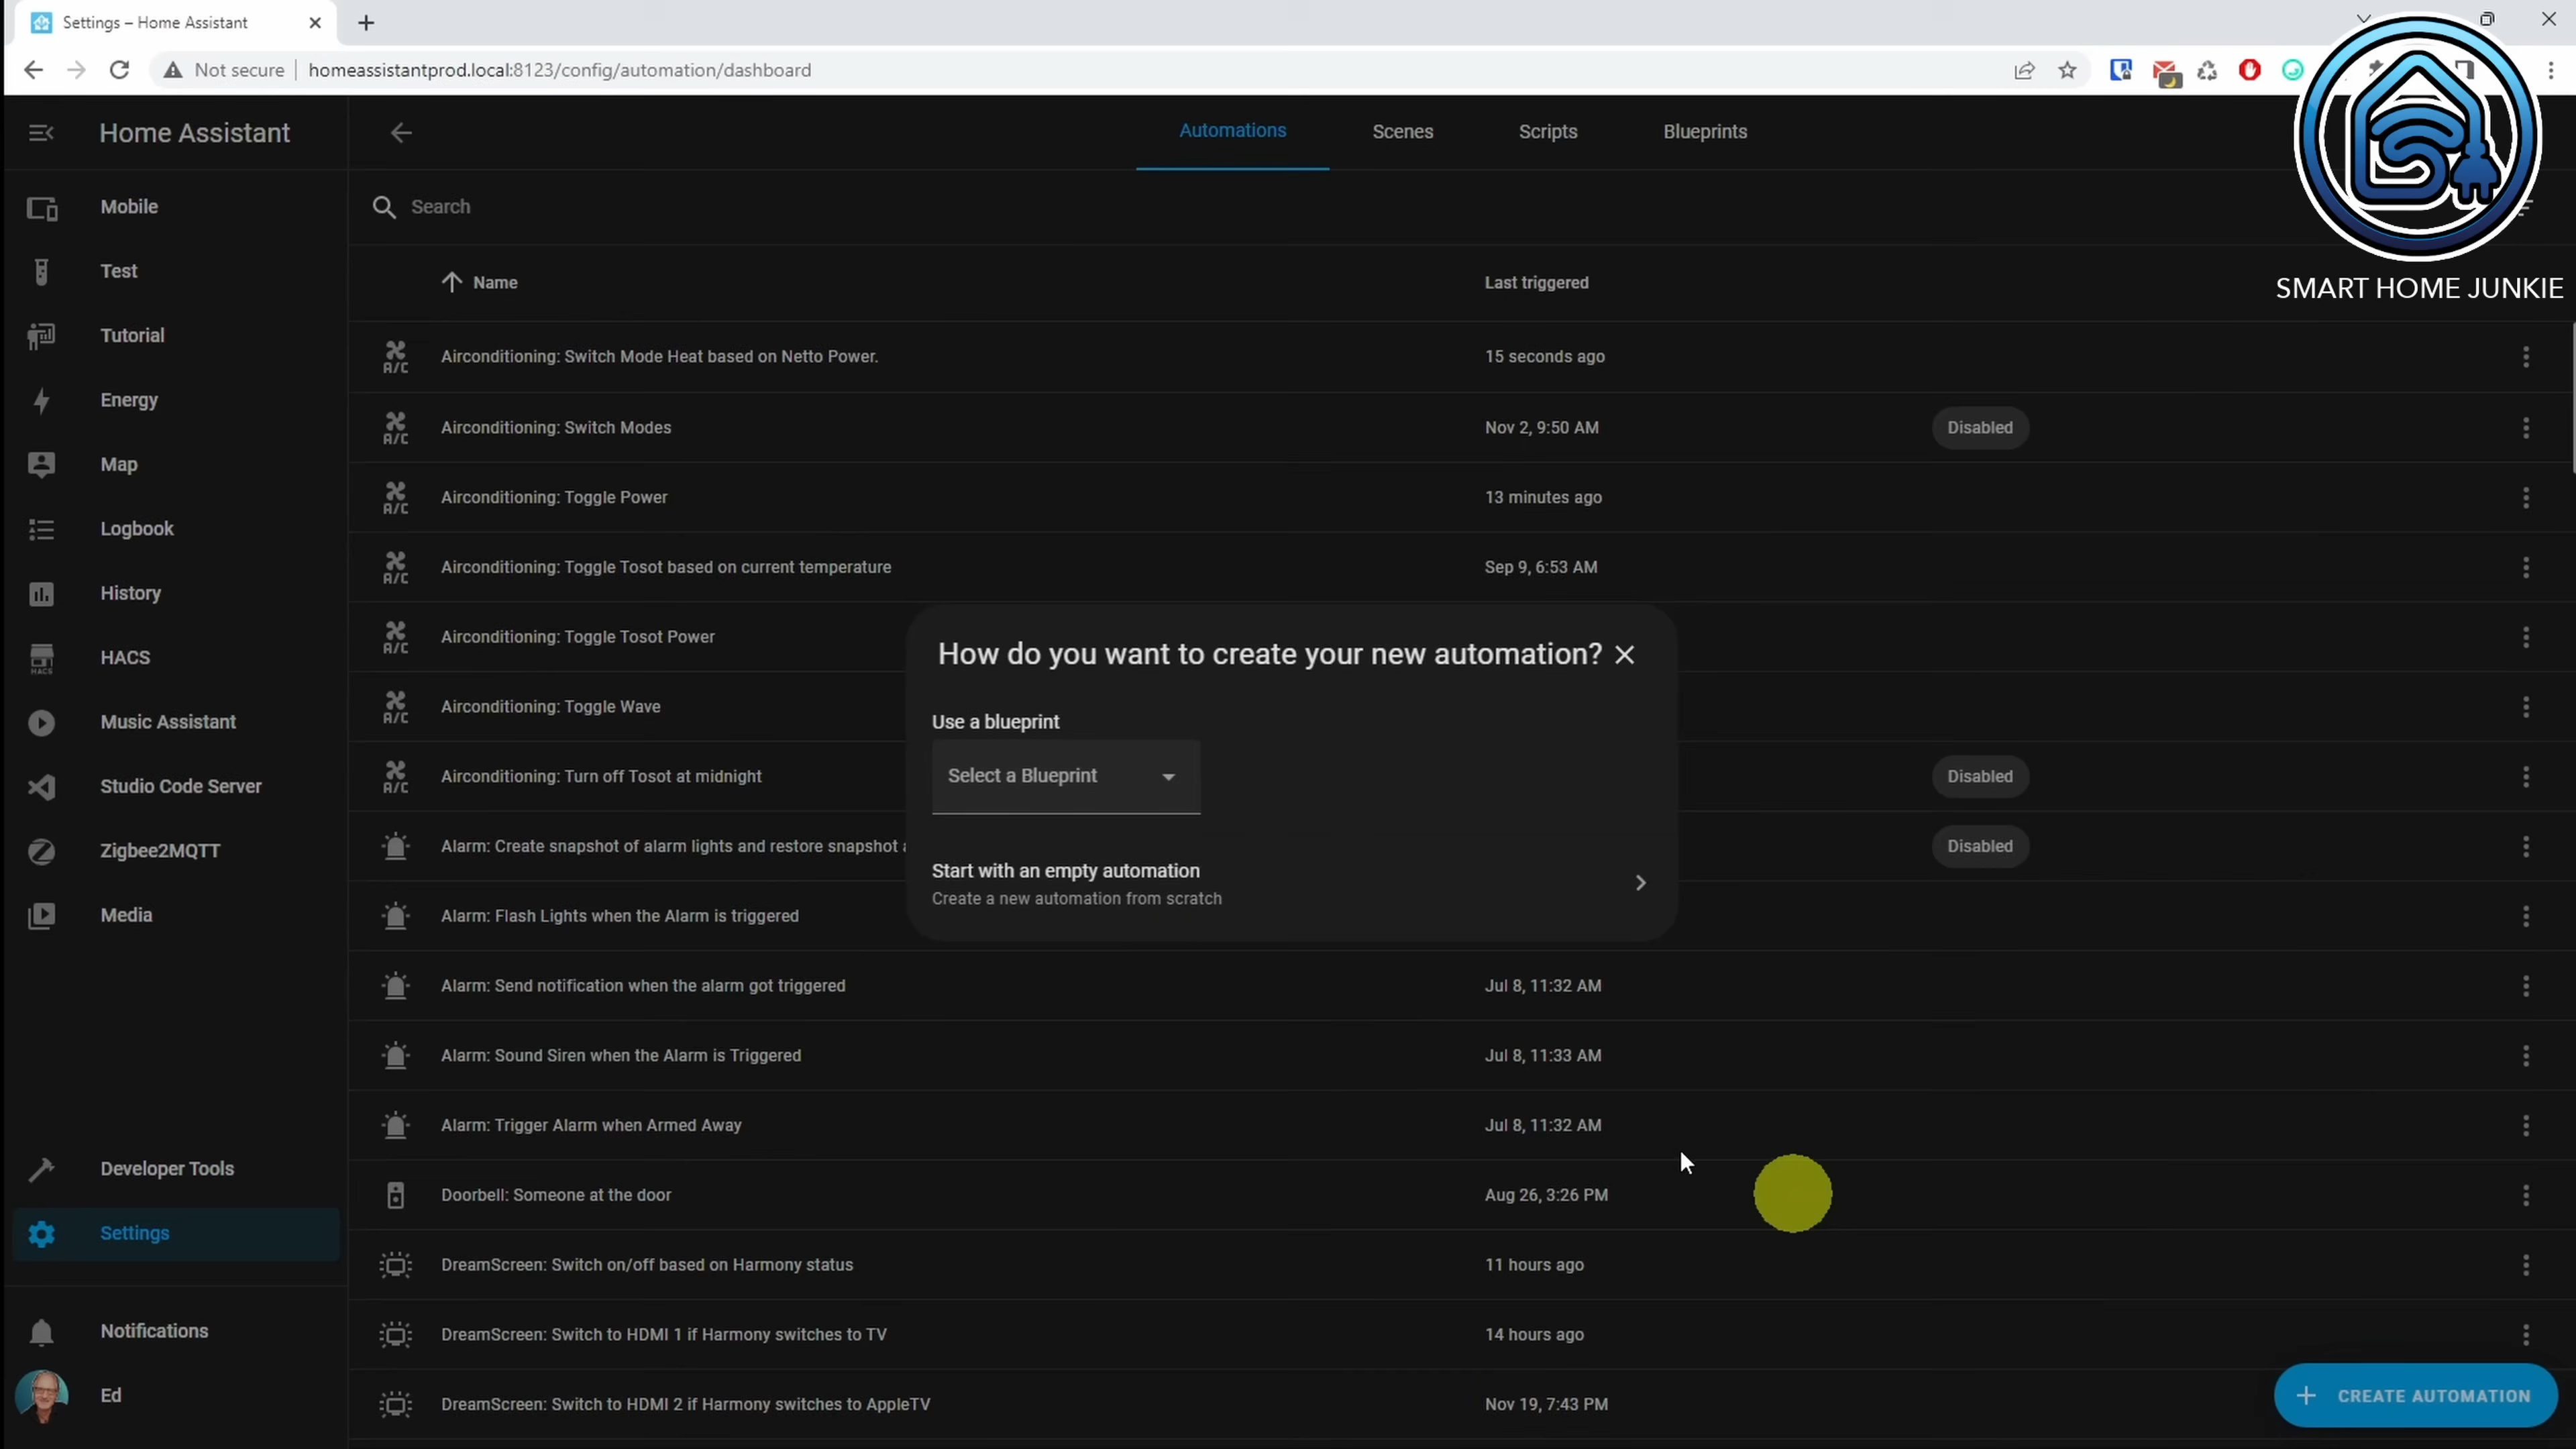 Settings – Home Assistant
Not secure
homeassistantprod.local:8123/config/automation/dashboard
SMART HOME JUNKIE
Home Assistant
Automations
Scenes
Scripts
Blueprints
Mobile
Test
Tutorial
Energy
Map
Logbook
History
HACS
HACS
Music Assistant
Studio Code Server
Zigbee2MQTT
Media
Developer Tools
Settings
Notifications
Ed
Search
Name
Last triggered
A/C
Airconditioning: Switch Mode Heat based on Netto Power.
15 seconds ago
A/C
Airconditioning: Switch Modes
Nov 2, 9:50 AM
Disabled
A/C
Airconditioning: Toggle Power
13 minutes ago
A/C
Airconditioning: Toggle Tosot based on current temperature
Sep 9, 6:53 AM
A/C
Airconditioning: Toggle Tosot Power
A/C
Airconditioning: Toggle Wave
A/C
Airconditioning: Turn off Tosot at midnight
Disabled
Alarm: Create snapshot of alarm lights and restore snapshot
Disabled
Alarm: Flash Lights when the Alarm is triggered
Alarm: Send notification when the alarm got triggered
Jul 8, 11:32 AM
Alarm: Sound Siren when the Alarm is Triggered
Jul 8, 11:33 AM
Alarm: Trigger Alarm when Armed Away
Jul 8, 11:32 AM
Doorbell: Someone at the door
Aug 26, 3:26 PM
DreamScreen: Switch on/off based on Harmony status
11 hours ago
DreamScreen: Switch to HDMI 1 if Harmony switches to TV
14 hours ago
DreamScreen: Switch to HDMI 2 if Harmony switches to AppleTV
Nov 19, 7:43 PM
How do you want to create your new automation?
Use a blueprint
Select a Blueprint
Start with an empty automation
Create a new automation from scratch
CREATE AUTOMATION